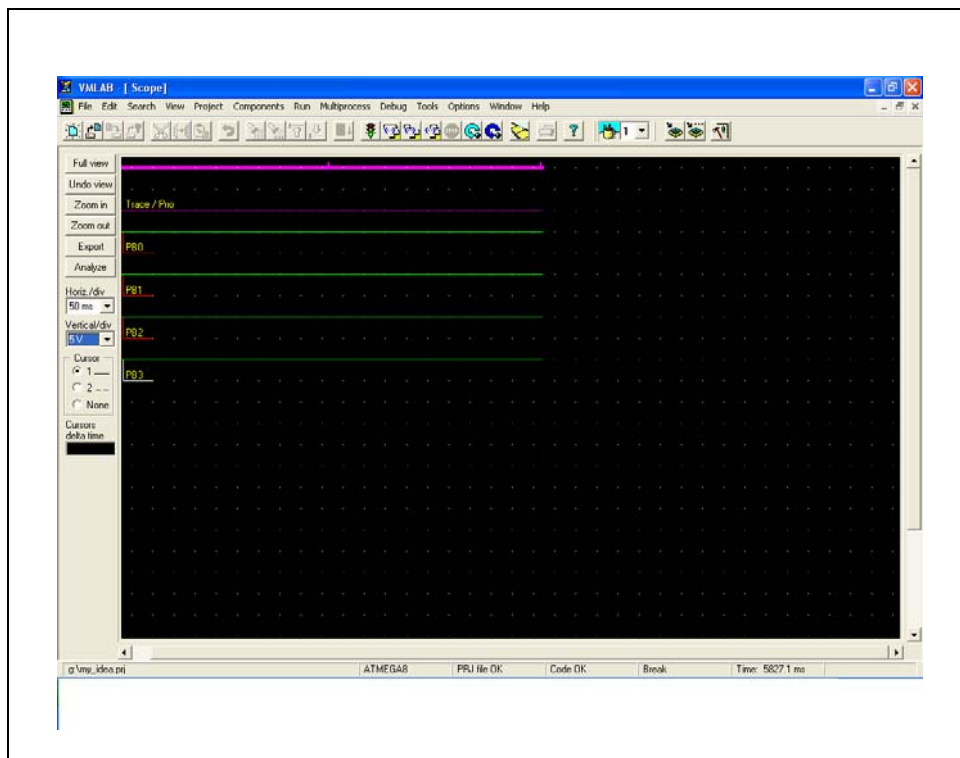 VMLAB - [ Scope]
File Edit Search View Project Components Run Multiprocess Debug Tools Options Window Help
1
Full view
Undo view
Zoom in
Zoom out
Export
Analyze
Horiz./div
50 ms
Vertical/div
5V
Cursor
1
2
None
Cursors
delta time
Trace / Prio
PB0
PB1
PB2
PB3
g:\my_idea.prj ATMEGA8 PRJ file OK Code OK Break Time: 5827.1 ms